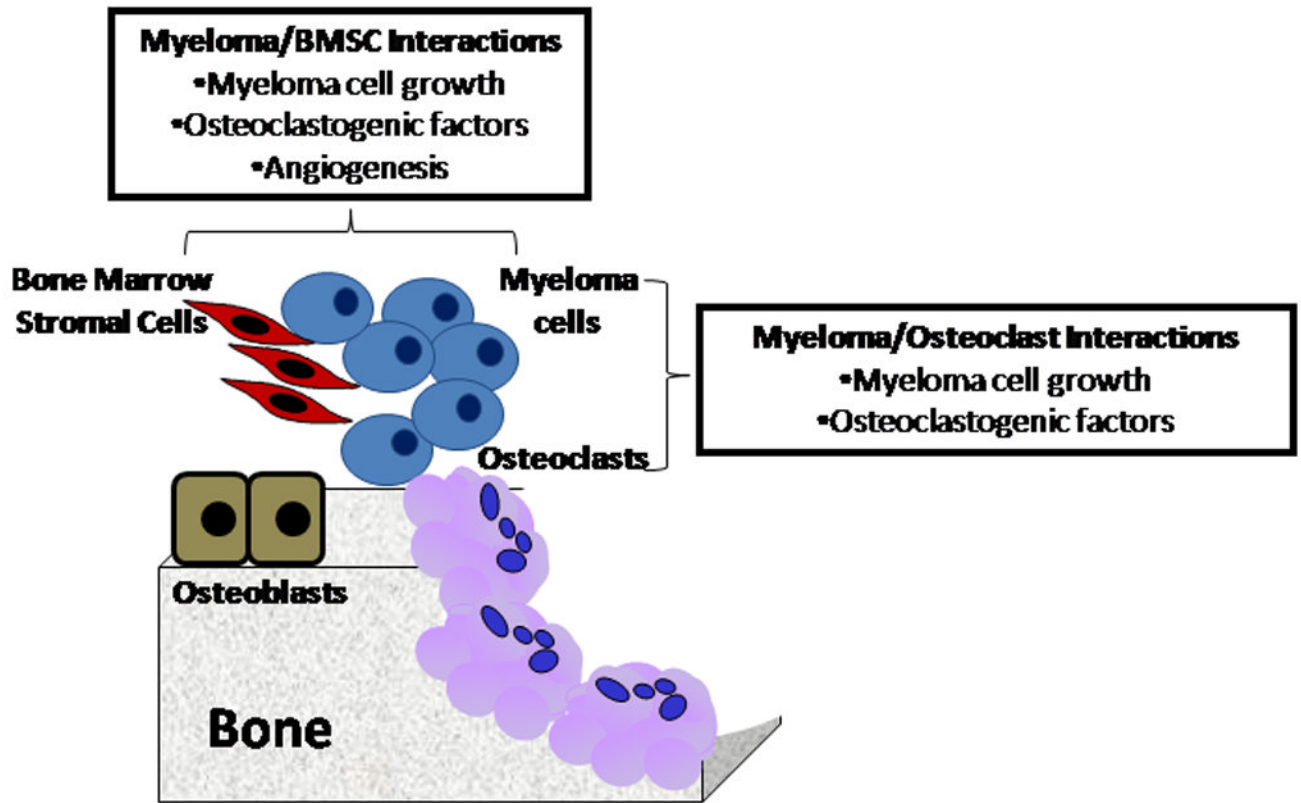 Myeloma/BMSC Interactions
▪Myeloma cell growth
▪Osteoclastogenic factors
▪Angiogenesis
Bone Marrow
Stromal Cells
Myeloma
cells
Myeloma/Osteoclast Interactions
▪Myeloma cell growth
▪Osteoclastogenic factors
Osteoclasts
Osteoblasts
Bone